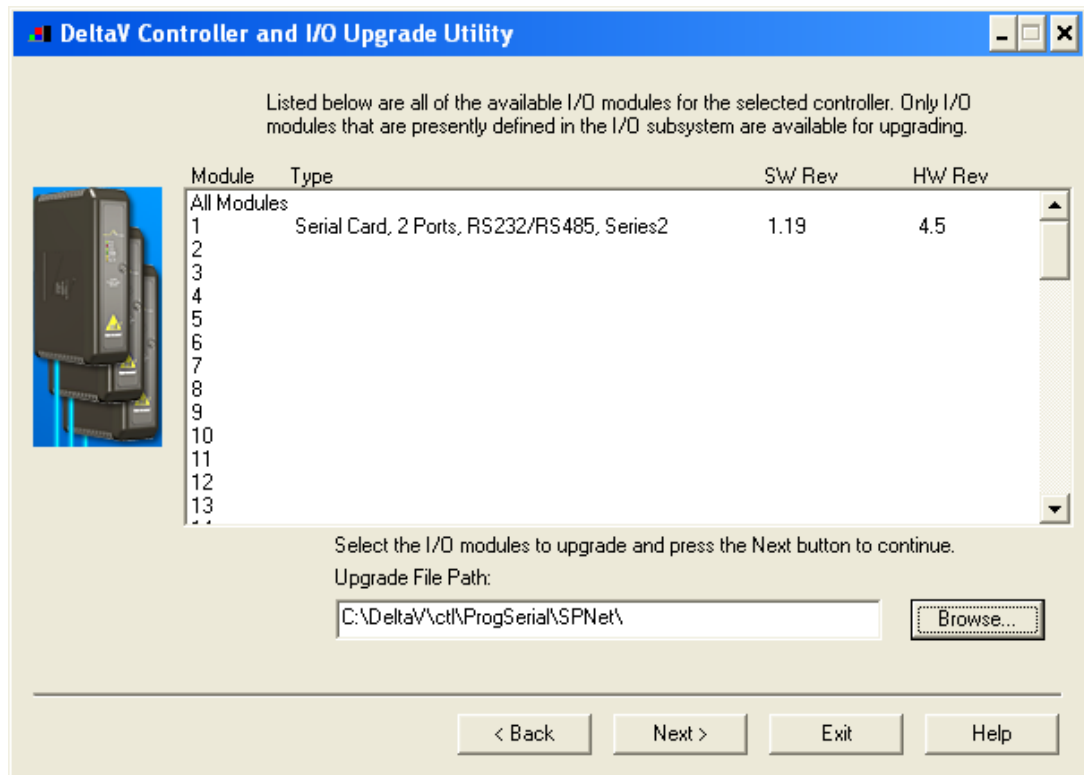 DeltaV Controller and I/O Upgrade Utility
Listed below are all of the available I/O modules for the selected controller. Only I/O
modules that are presently defined in the I/O subsystem are available for upgrading.
Module Type SW Rev HW Rev
All Modules
1 Serial Card, 2 Ports, RS232/RS485, Series2 1.19 4.5
2
3
4
5
6
7
8
9
10
11
12
13
Select the I/O modules to upgrade and press the Next button to continue.
Upgrade File Path:
C:\DeltaV\ctl\ProgSerial\SPNet\
Browse...
< Back Next > Exit Help